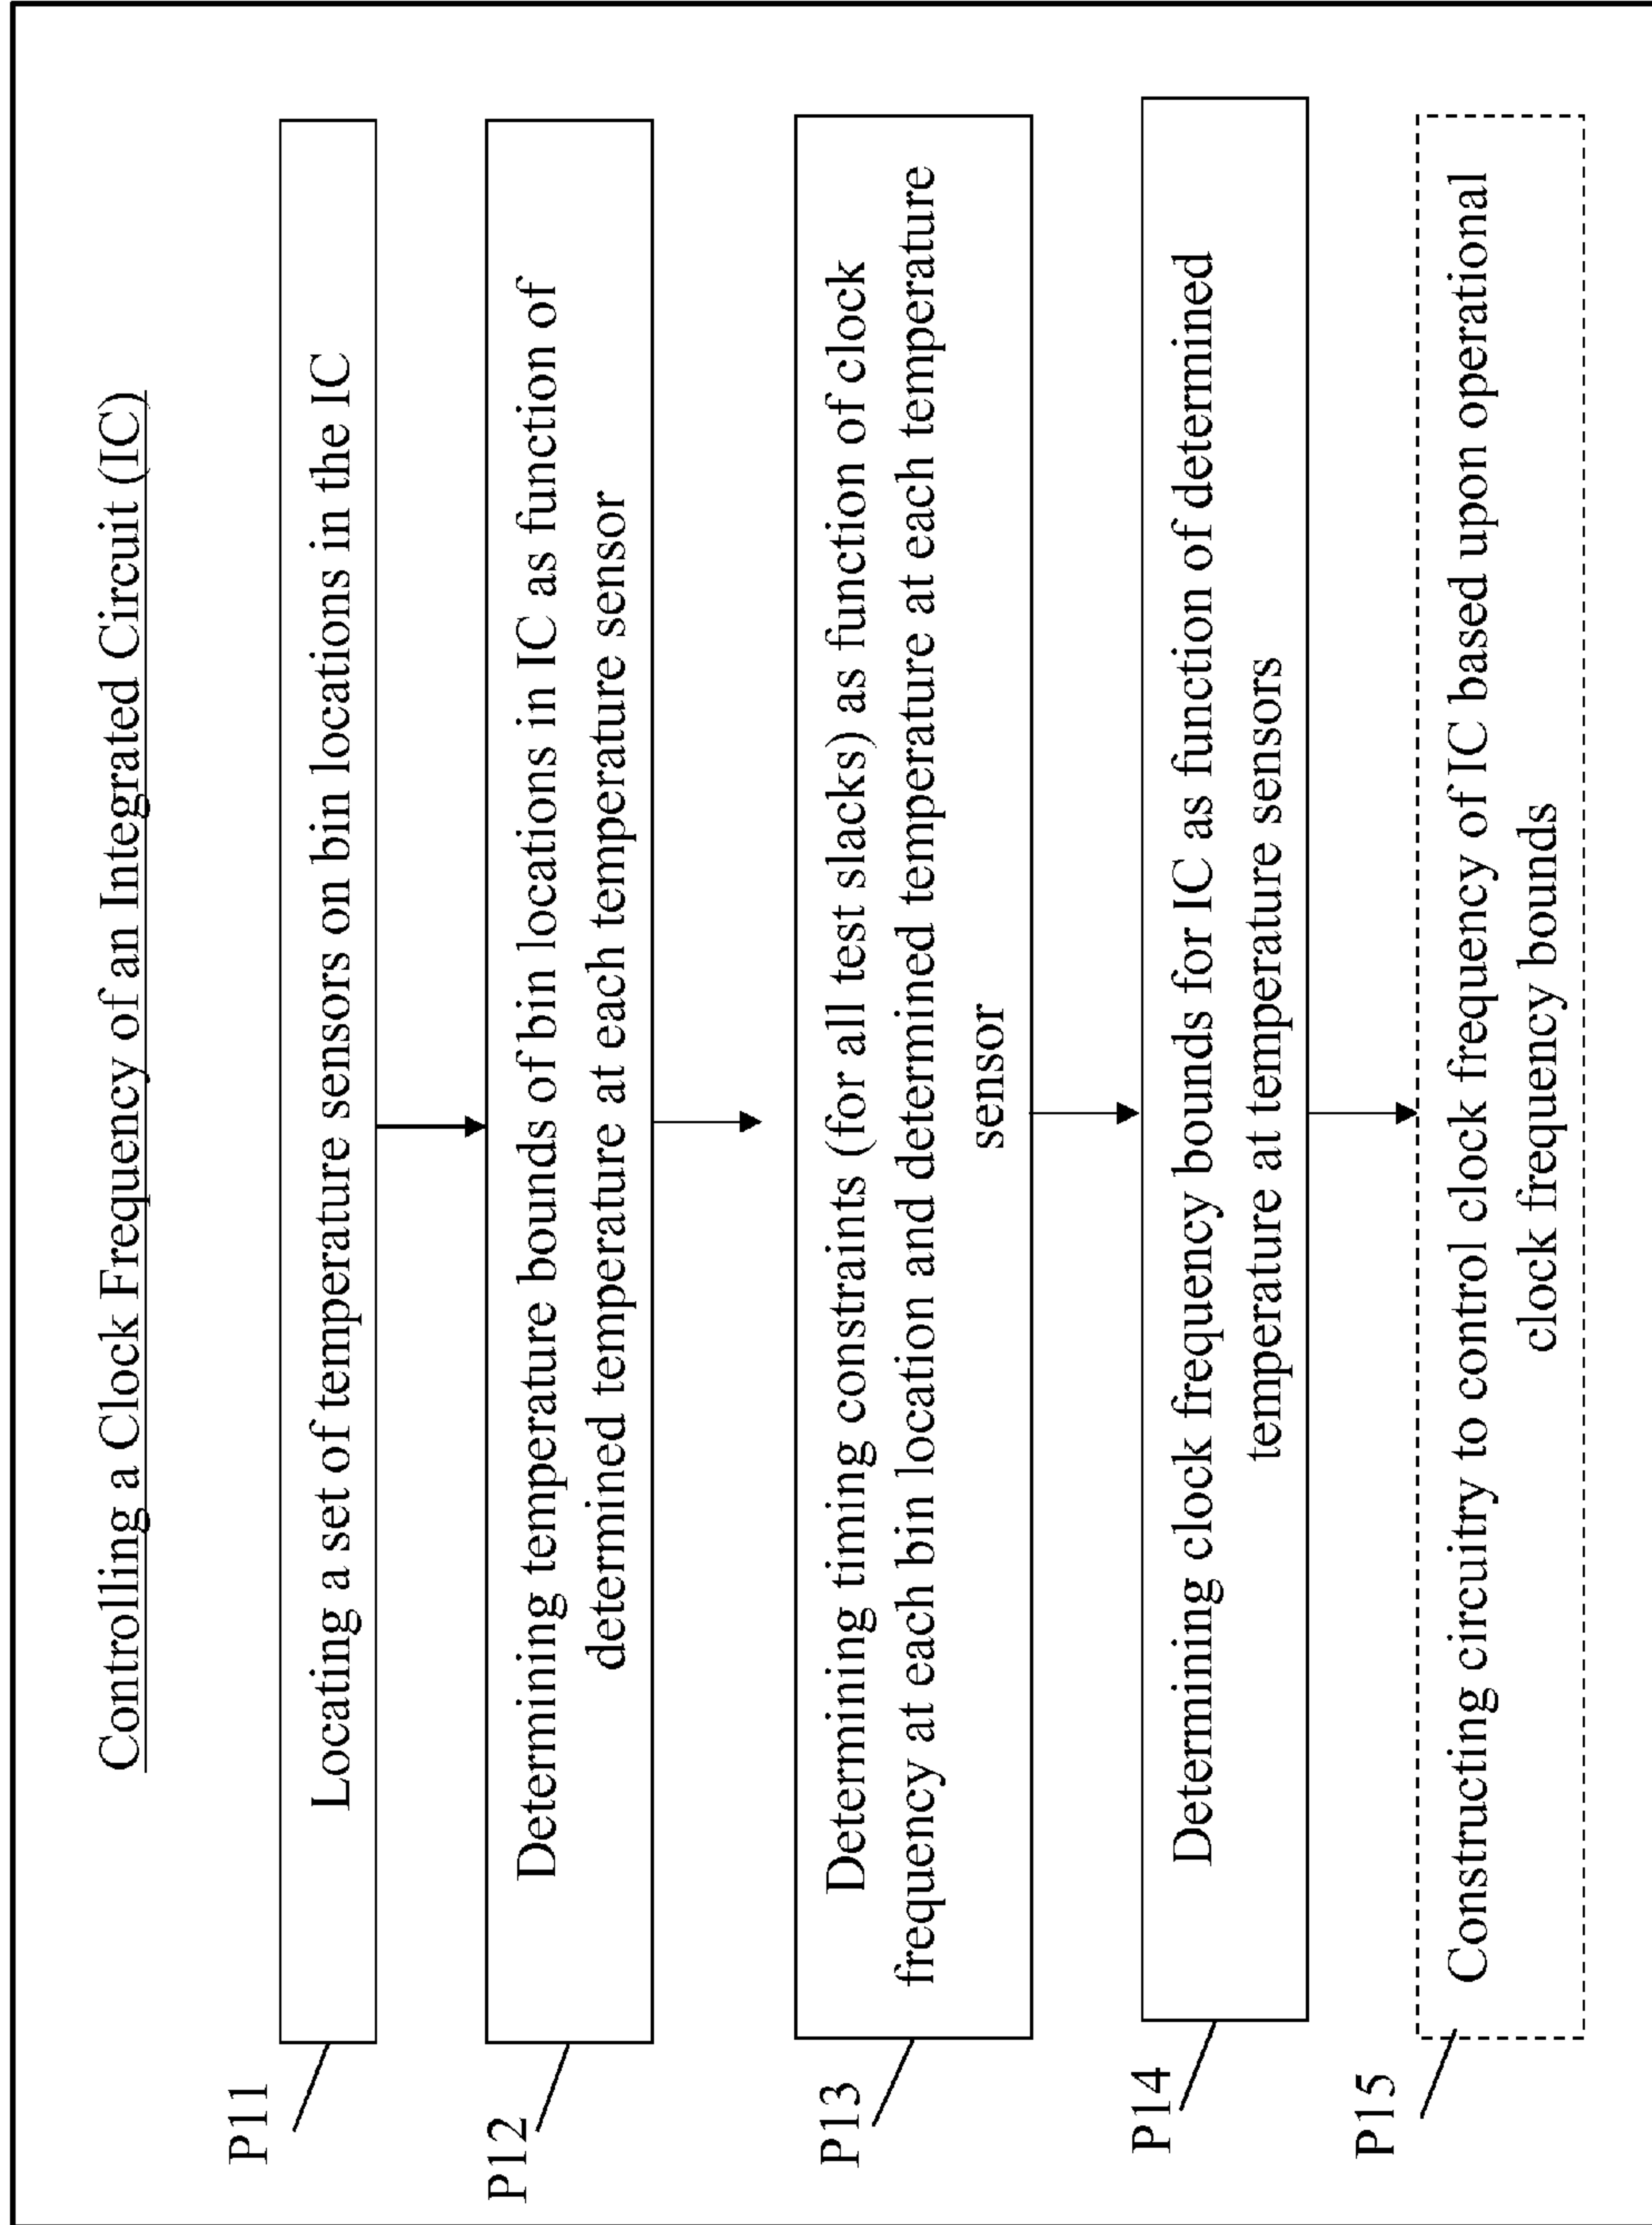 Controlling a Clock Frequency of an Integrated Circuit (IC)
P11
Locating a set of temperature sensors on bin locations in the IC
P12
Determining temperature bounds of bin locations in IC as function of
determined temperature at each temperature sensor
P13
Determining timing constraints (for all test slacks) as function of clock
frequency at each bin location and determined temperature at each temperature
sensor
P14
Determining clock frequency bounds for IC as function of determined
temperature at temperature sensors
P15
Constructing circuitry to control clock frequency of IC based upon operational
clock frequency bounds